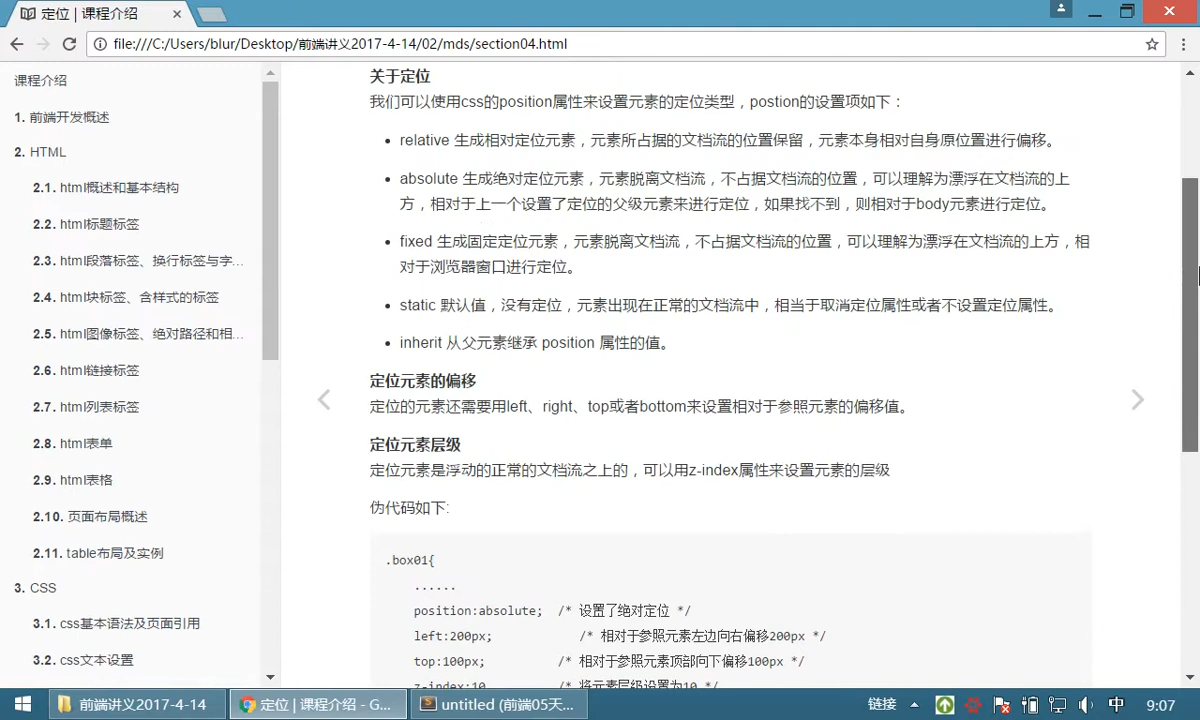 定位 | 课程介绍
file:///C:/Users/blur/Desktop/前端讲义2017-4-14/02/mds/section04.html
课程介绍
1. 前端开发概述
2. HTML
2.1. html概述和基本结构
2.2. html标题标签
2.3. html段落标签、换行标签与字...
2.4. html块标签、含样式的标签
2.5. html图像标签、绝对路径和相...
2.6. html链接标签
2.7. html列表标签
2.8. html表单
2.9. html表格
2.10. 页面布局概述
2.11. table布局及实例
3. CSS
3.1. css基本语法及页面引用
3.2. css文本设置
关于定位
我们可以使用css的position属性来设置元素的定位类型，postion的设置项如下：
• relative 生成相对定位元素，元素所占据的文档流的位置保留，元素本身相对自身原位置进行偏移。
• absolute 生成绝对定位元素，元素脱离文档流，不占据文档流的位置，可以理解为漂浮在文档流的上
方，相对于上一个设置了定位的父级元素来进行定位，如果找不到，则相对于body元素进行定位。
• fixed 生成固定定位元素，元素脱离文档流，不占据文档流的位置，可以理解为漂浮在文档流的上方，相
对于浏览器窗口进行定位。
• static 默认值，没有定位，元素出现在正常的文档流中，相当于取消定位属性或者不设置定位属性。
• inherit 从父元素继承 position 属性的值。
定位元素的偏移
定位的元素还需要用left、right、top或者bottom来设置相对于参照元素的偏移值。
定位元素层级
定位元素是浮动的正常的文档流之上的，可以用z-index属性来设置元素的层级
伪代码如下:
.box01{
......
position:absolute; /* 设置了绝对定位 */
left:200px; /* 相对于参照元素左边向右偏移200px */
top:100px; /* 相对于参照元素顶部向下偏移100px */
z-index:10 /* 将元素层级设置为10 */
前端讲义2017-4-14
定位 | 课程介绍 - G...
untitled (前端05天...
链接
中
9:07